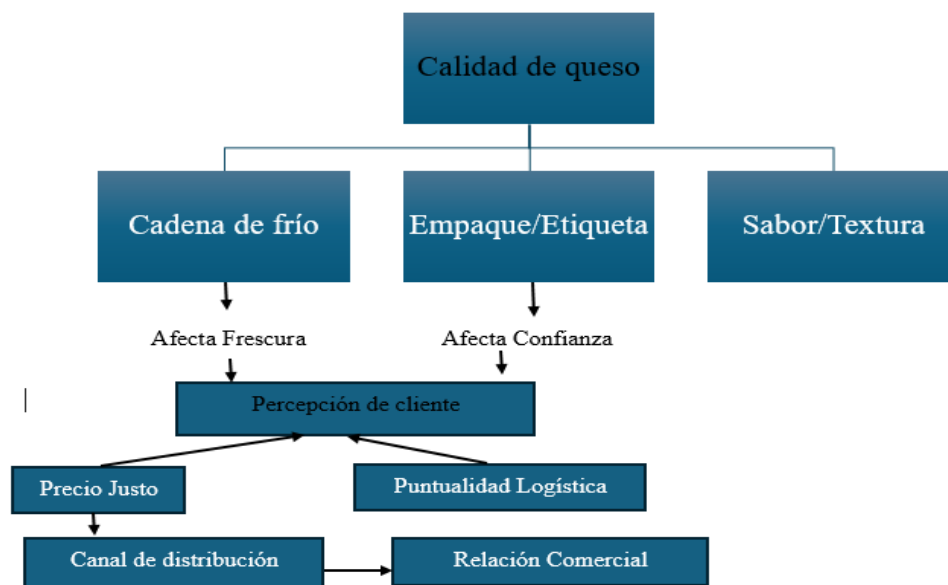 Calidad de queso
Cadena de frío
Empaque/Etiqueta
Sabor/Textura
Afecta Frescura
Afecta Confianza
Percepción de cliente
Precio Justo
Puntualidad Logística
Canal de distribución
Relación Comercial